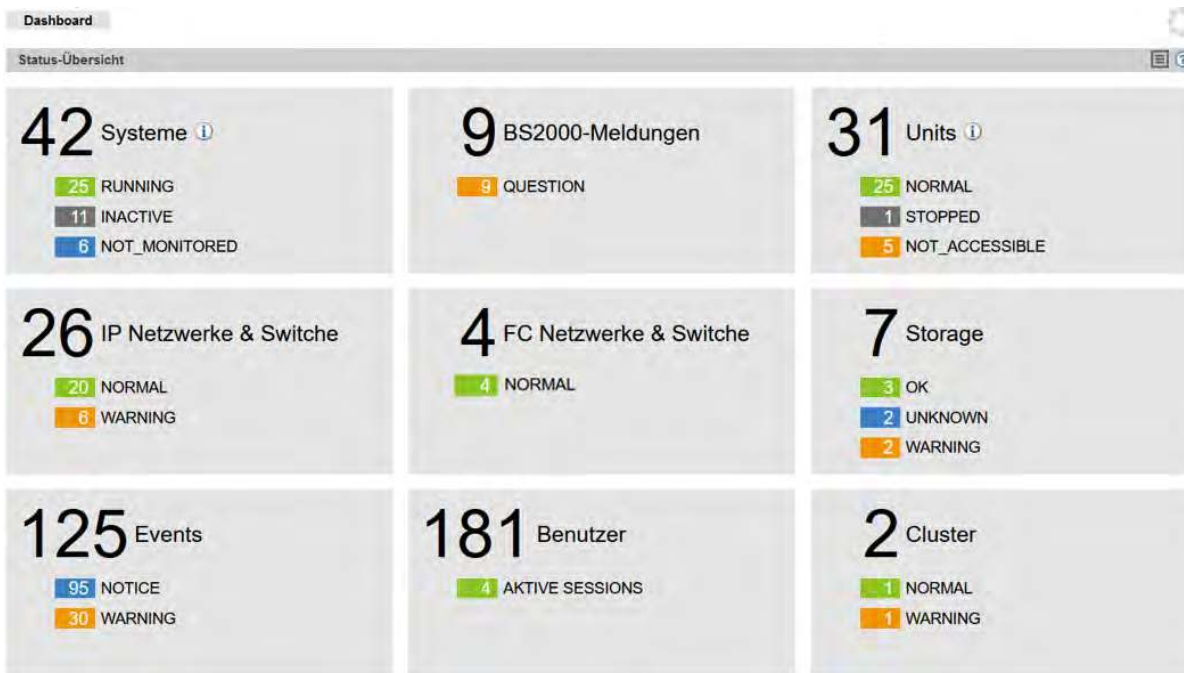 Dashboard
Status-Übersicht
42 Systeme
25 RUNNING
11 INACTIVE
6 NOT_MONITORED
9 BS2000-Meldungen
9 QUESTION
31 Units
25 NORMAL
1 STOPPED
5 NOT_ACCESSIBLE
26 IP Netzwerke & Switche
20 NORMAL
6 WARNING
4 FC Netzwerke & Switche
4 NORMAL
7 Storage
3 OK
2 UNKNOWN
2 WARNING
125 Events
95 NOTICE
30 WARNING
181 Benutzer
4 AKTIVE SESSIONS
2 Cluster
1 NORMAL
1 WARNING